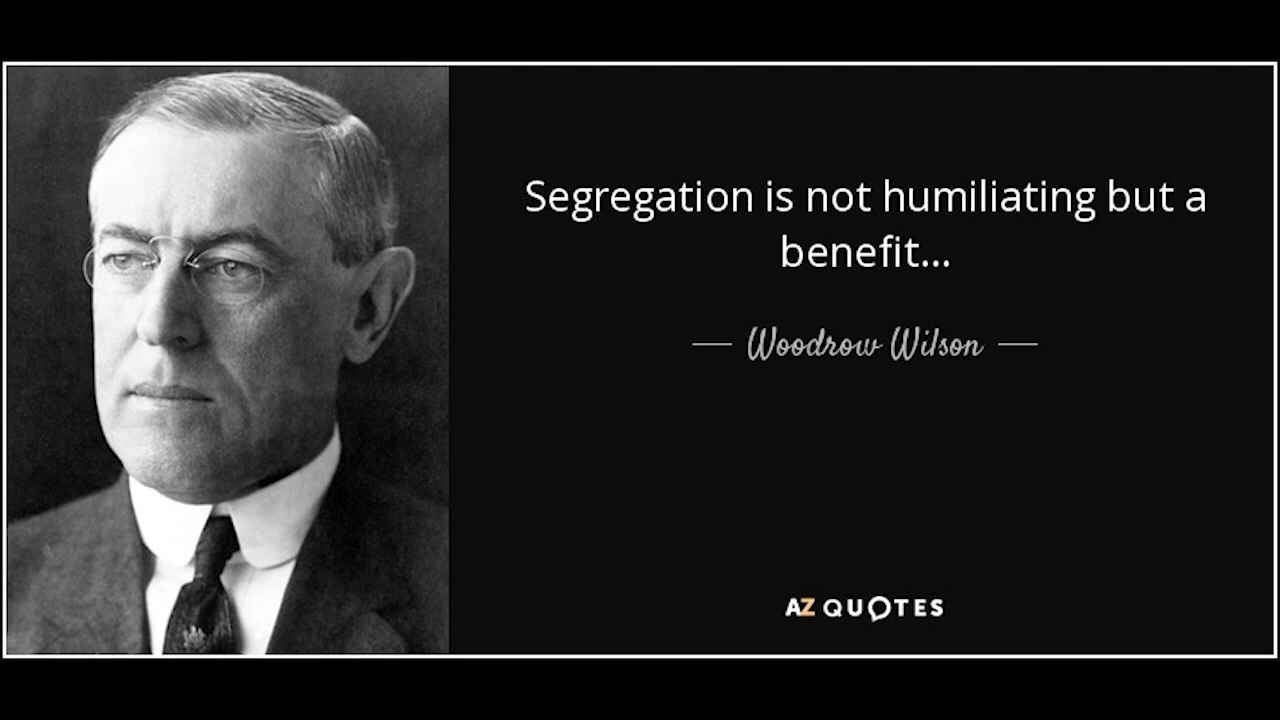 Segregation is not humiliating but a
benefit...
— Woodrow Wilson —
AZ QUOTES